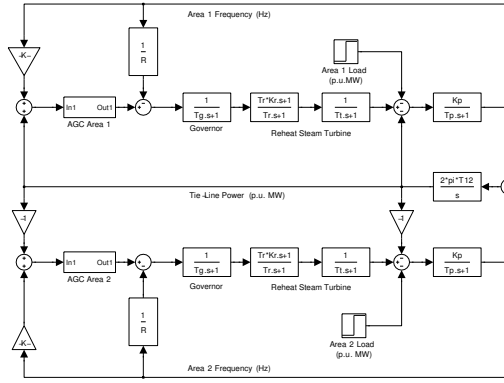 Area 1 Frequency (Hz)
-K-
1
R
Area 1 Load
(p.u.MW)
In1 Out1
AGC Area 1
1
Tg.s+1
Governor
Tr*Kr.s+1
Tr.s+1
1
Tt.s+1
Reheat Steam Turbine
Kp
Tp.s+1
2*pi*T12
s
Tie -Line Power (p.u. MW)
-1
-1
In1 Out1
AGC Area 2
1
Tg.s+1
Governor
Tr*Kr.s+1
Tr.s+1
1
Tt.s+1
Reheat Steam Turbine
Kp
Tp.s+1
-K-
1
R
Area 2 Load
(p.u. MW)
Area 2 Frequency (Hz)